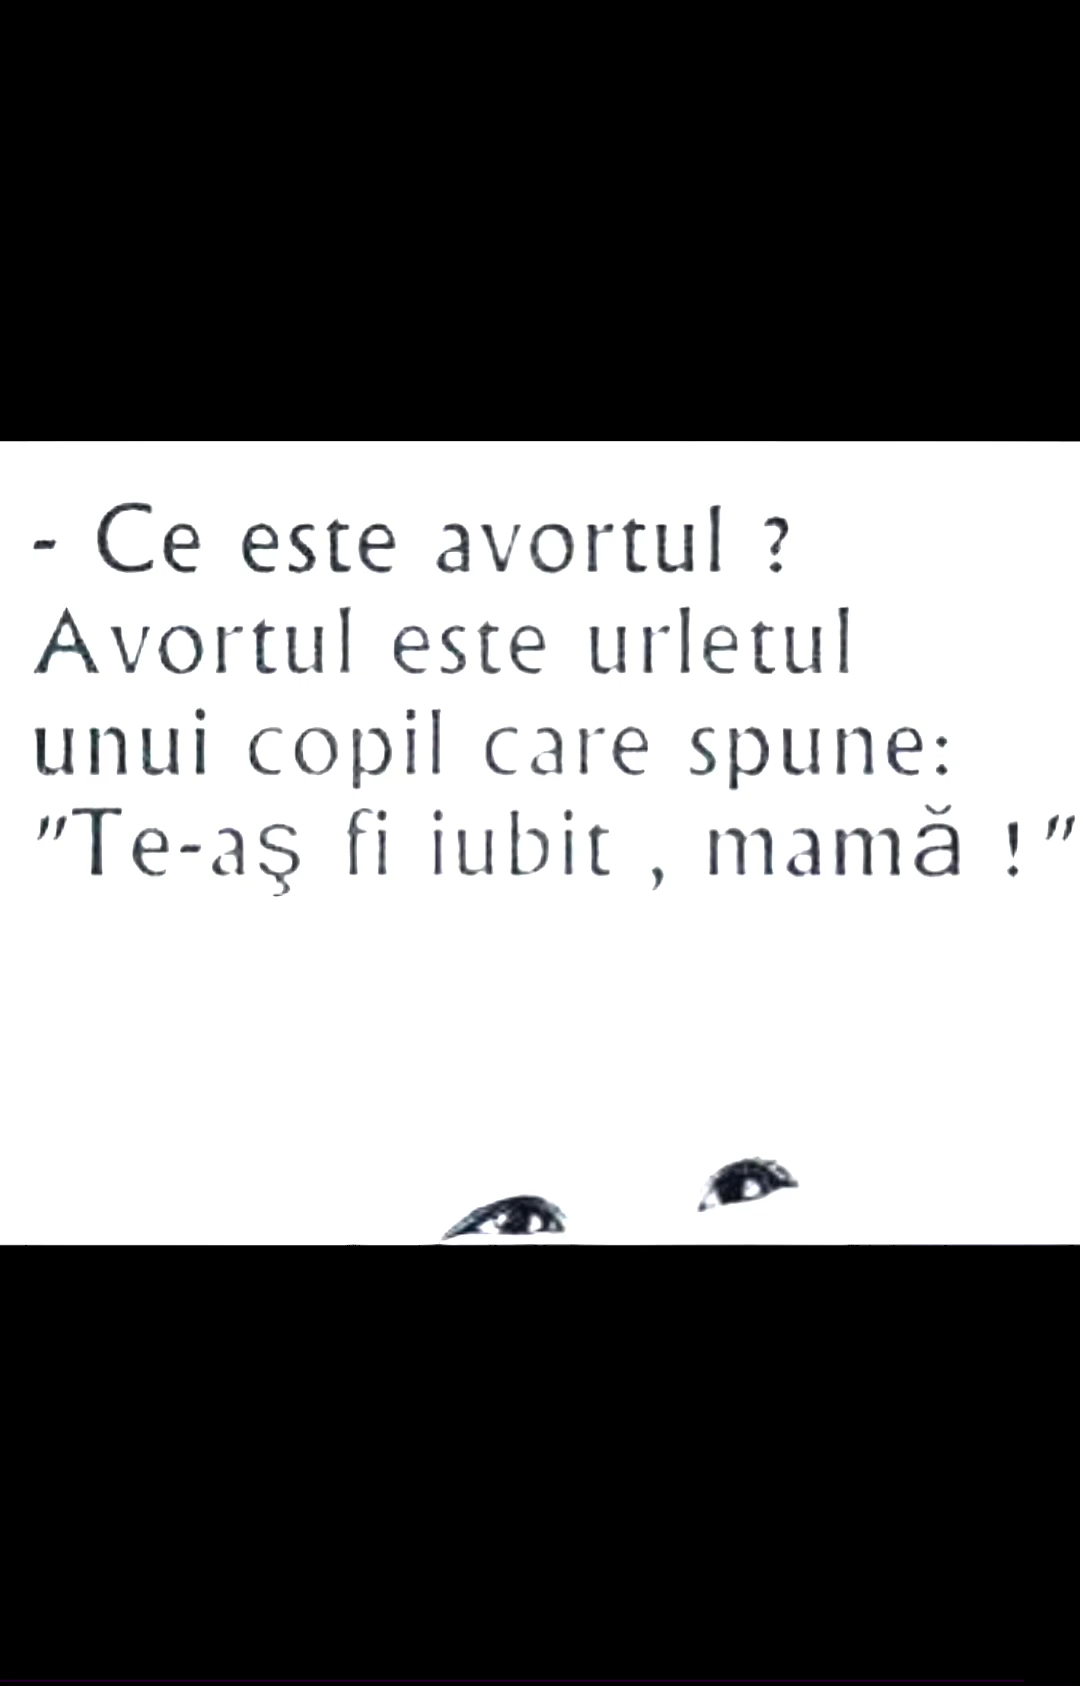 - Ce este avortul ?
Avortul este urletul
unui copil care spune:
"Te-aş fi iubit , mamă ! "